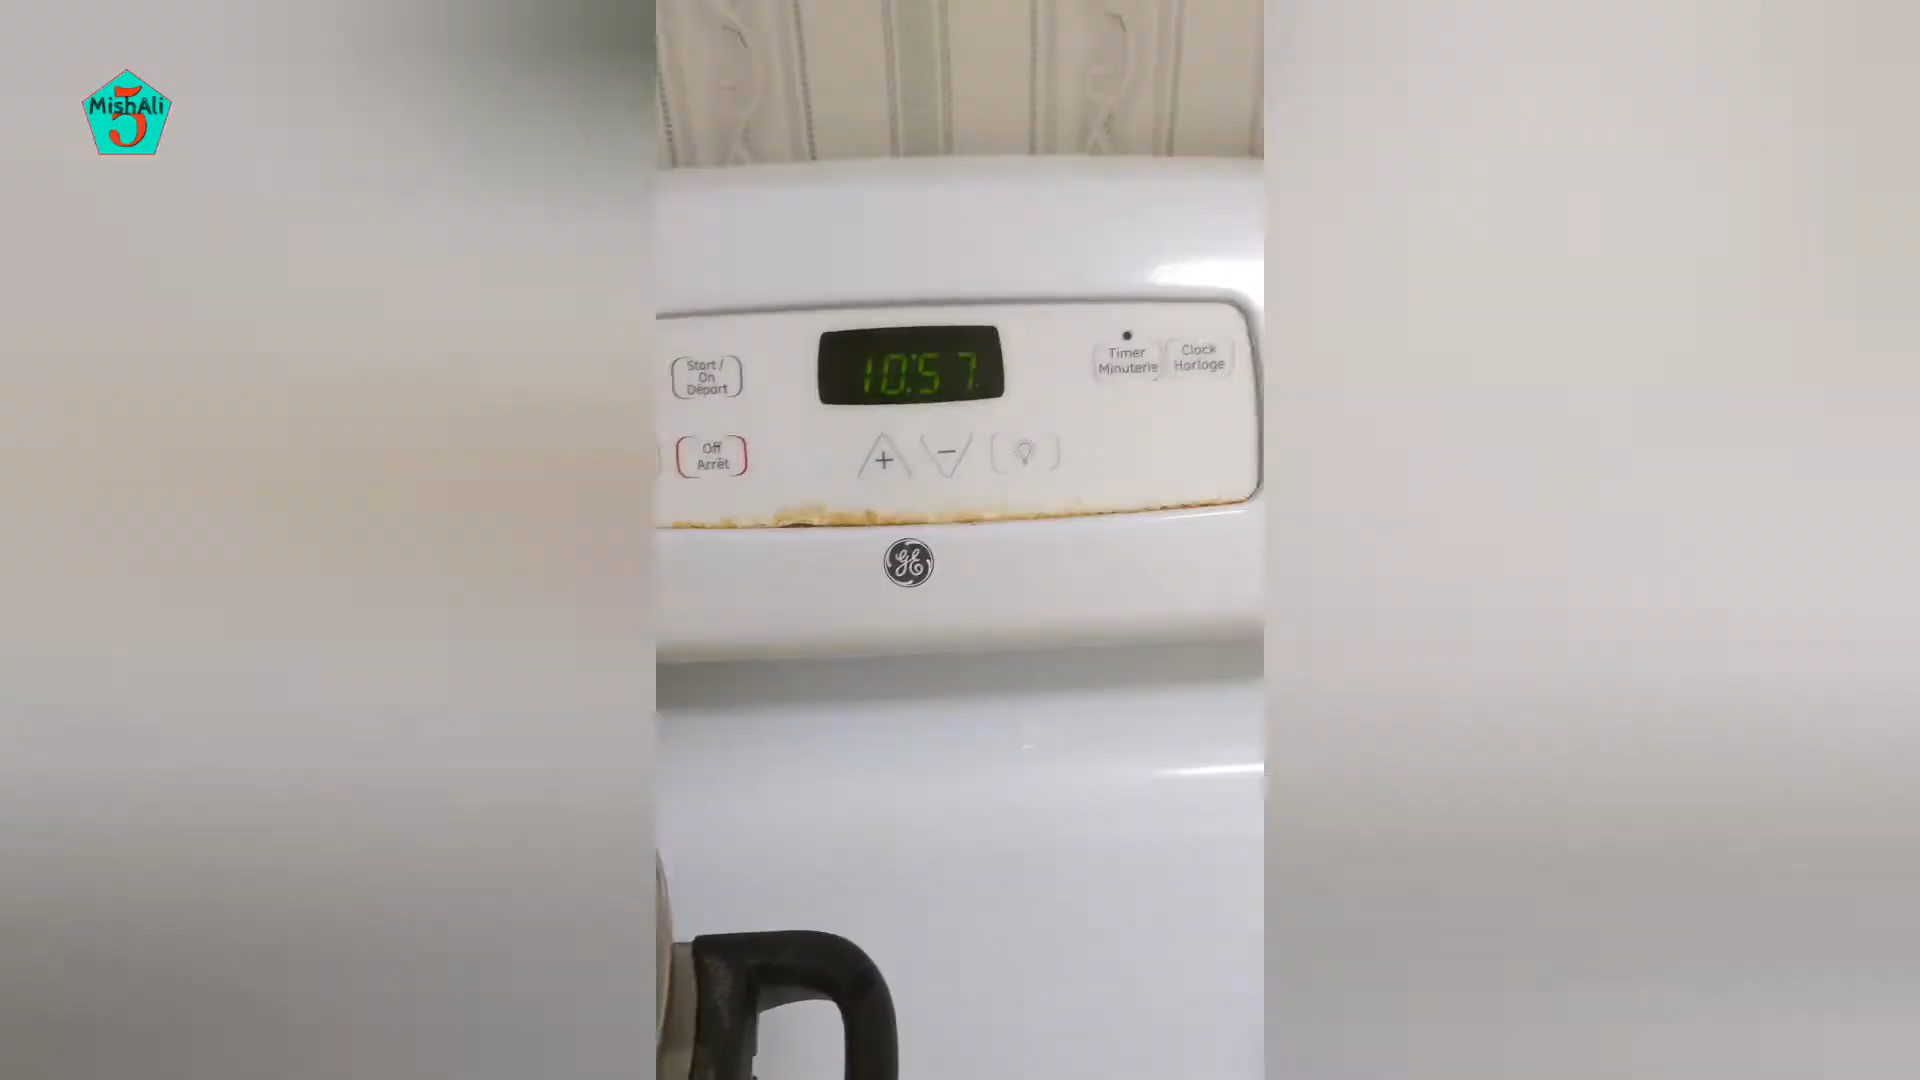 MishAli
5
Start /
On
Départ
10:57
Timer
Minuterie
Clock
Horloge
Off
Arrêt
+
-
GE